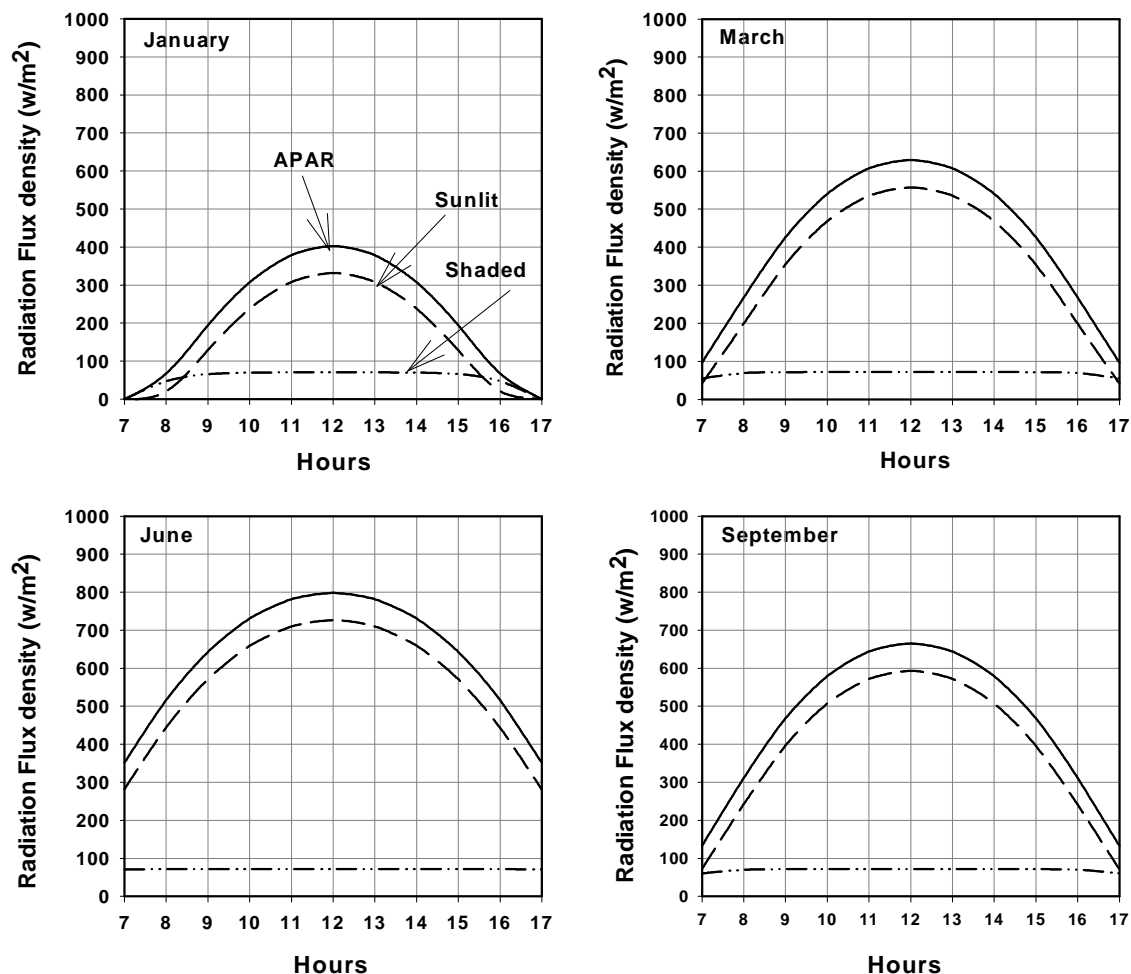 January
Radiation Flux density (w/m²)
1000
900
800
700
600
500
400
300
200
100
0
APAR
Sunlit
Shaded
7 8 9 10 11 12 13 14 15 16 17
Hours
March
Radiation Flux density (w/m²)
1000
900
800
700
600
500
400
300
200
100
0
7 8 9 10 11 12 13 14 15 16 17
Hours
June
Radiation Flux density (w/m²)
1000
900
800
700
600
500
400
300
200
100
0
7 8 9 10 11 12 13 14 15 16 17
Hours
September
Radiation Flux density (w/m²)
1000
900
800
700
600
500
400
300
200
100
0
7 8 9 10 11 12 13 14 15 16 17
Hours